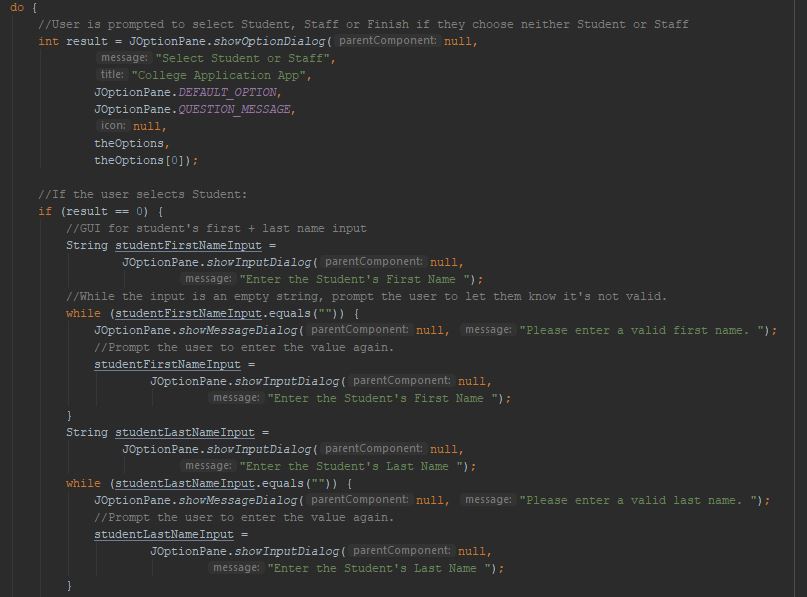 do {
//User is prompted to select Student, Staff or Finish if they choose neither Student or Staff
int result = JOptionPane.showOptionDialog( parentComponent: null,
message: "Select Student or Staff",
title: "College Application App",
JOptionPane.DEFAULT_OPTION,
JOptionPane.QUESTION_MESSAGE,
icon: null,
theOptions,
theOptions[0]);
//If the user selects Student:
if (result == 0) {
//GUI for student's first + last name input
String studentFirstNameInput =
JOptionPane.showInputDialog( parentComponent: null,
message: "Enter the Student's First Name ");
//While the input is an empty string, prompt the user to let them know it's not valid.
while (studentFirstNameInput.equals("")) {
JOptionPane.showMessageDialog( parentComponent: null, message: "Please enter a valid first name. ");
//Prompt the user to enter the value again.
studentFirstNameInput =
JOptionPane.showInputDialog( parentComponent: null,
message: "Enter the Student's First Name ");
}
String studentLastNameInput =
JOptionPane.showInputDialog( parentComponent: null,
message: "Enter the Student's Last Name ");
while (studentLastNameInput.equals("")) {
JOptionPane.showMessageDialog( parentComponent: null, message: "Please enter a valid last name. ");
//Prompt the user to enter the value again.
studentLastNameInput =
JOptionPane.showInputDialog( parentComponent: null,
message: "Enter the Student's Last Name ");
}